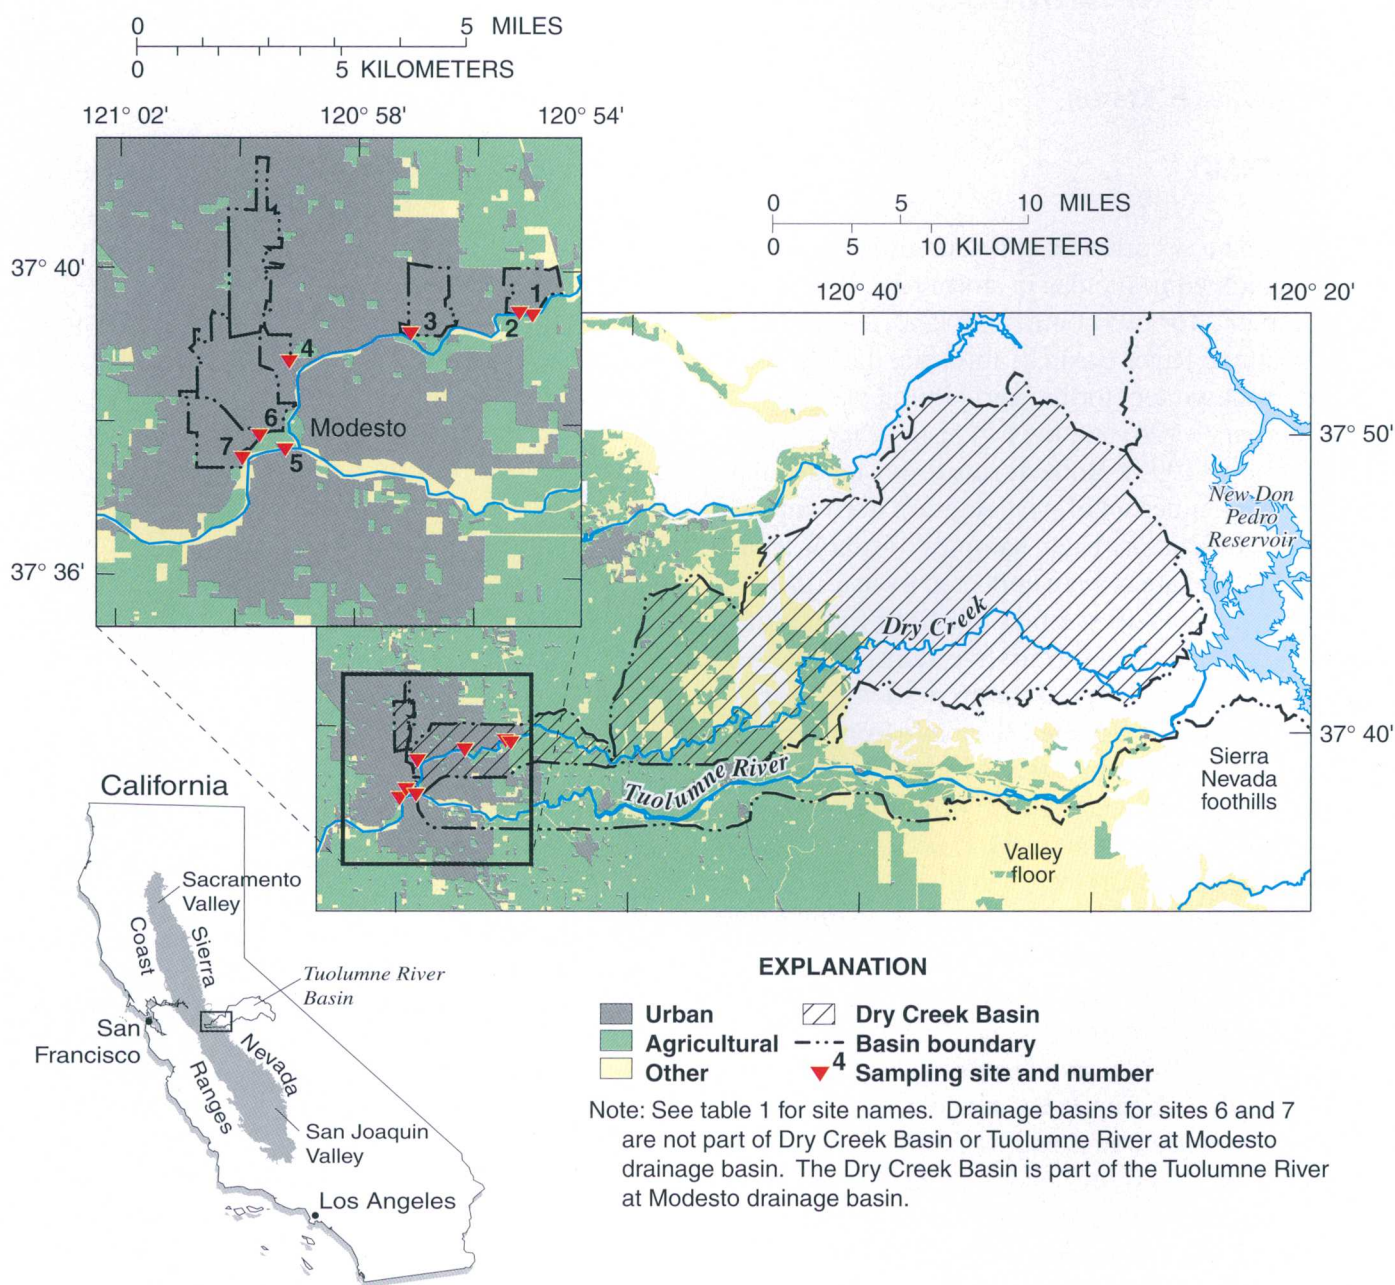 0 5 MILES
0 5 KILOMETERS
121° 02' 120° 58' 120° 54'
37° 40'
37° 36'
1
2
3
4
Modesto
6
7
5
0 5 10 MILES
0 5 10 KILOMETERS
120° 40' 120° 20'
37° 50'
37° 40'
New Don
Pedro
Reservoir
Dry Creek
Tuolumne River
Sierra
Nevada
foothills
Valley
floor
California
Sacramento
Valley
Coast
Ranges
Sierra
Nevada
Tuolumne River
Basin
San
Francisco
San Joaquin
Valley
Los Angeles
EXPLANATION
Urban
Agricultural
Other
Dry Creek Basin
Basin boundary
4 Sampling site and number
Note: See table 1 for site names. Drainage basins for sites 6 and 7
are not part of Dry Creek Basin or Tuolumne River at Modesto
drainage basin. The Dry Creek Basin is part of the Tuolumne River
at Modesto drainage basin.